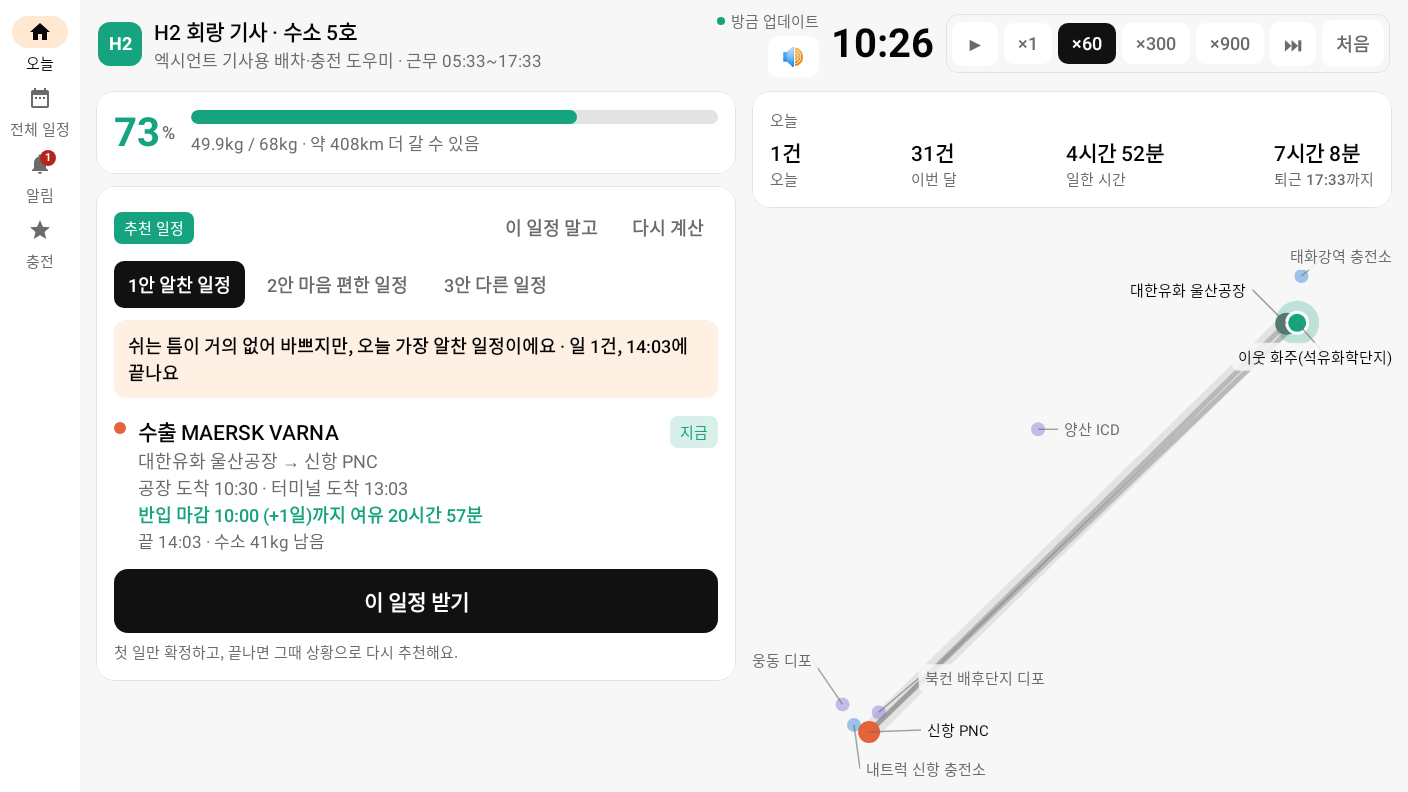 오늘
전체 일정
1
알림
충전
H2
H2 회랑 기사 · 수소 5호
엑시언트 기사용 배차·충전 도우미 · 근무 05:33~17:33
방금 업데이트
10:26
×1
×60
×300
×900
처음
73%
49.9kg / 68kg · 약 408km 더 갈 수 있음
추천 일정
이 일정 말고
다시 계산
1안 알찬 일정
2안 마음 편한 일정
3안 다른 일정
쉬는 틈이 거의 없어 바쁘지만, 오늘 가장 알찬 일정이에요 · 일 1건, 14:03에
끝나요
수출 MAERSK VARNA
지금
대한유화 울산공장 → 신항 PNC
공장 도착 10:30 · 터미널 도착 13:03
반입 마감 10:00 (+1일)까지 여유 20시간 57분
끝 14:03 · 수소 41kg 남음
이 일정 받기
첫 일만 확정하고, 끝나면 그때 상황으로 다시 추천해요.
오늘
1건
31건
4시간 52분
7시간 8분
오늘
이번 달
일한 시간
퇴근 17:33까지
태화강역 충전소
대한유화 울산공장
이웃 화주(석유화학단지)
양산 ICD
웅동 디포
북컨 배후단지 디포
신항 PNC
내트럭 신항 충전소